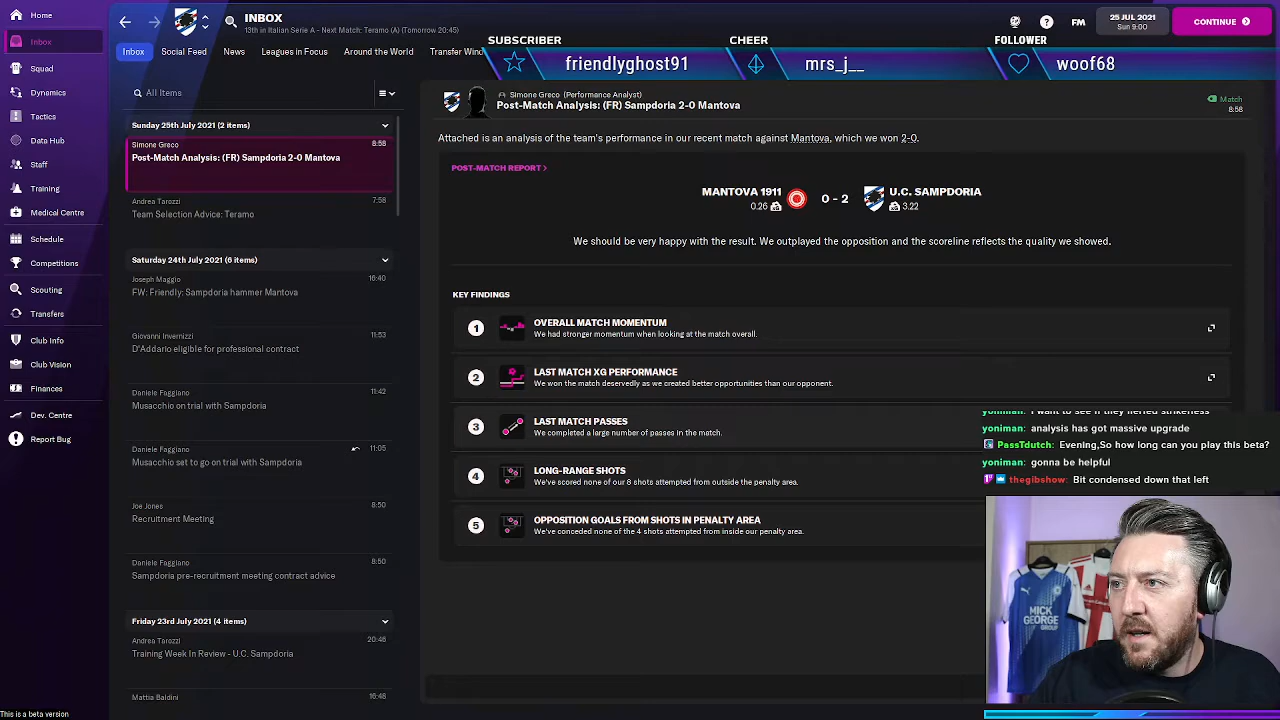 Home
Inbox
Squad
Dynamics
Tactics
Data Hub
Staff
Training
Medical Centre
Schedule
Competitions
Scouting
Transfers
Club Info
Club Vision
Finances
Dev. Centre
Report Bug
This is a beta version
INBOX
13th in Italian Serie A - Next Match: Teramo (A) (Tomorrow 20:45)
FM
25 JUL 2021
Sun 9:00
CONTINUE
Inbox
Social Feed
News
Leagues in Focus
Around the World
Transfer Wind
SUBSCRIBER
friendlyghost91
CHEER
mrs_j__
FOLLOWER
woof68
All Items
Sunday 25th July 2021 (2 items)
Simone Greco
8:58
Post-Match Analysis: (FR) Sampdoria 2-0 Mantova
Andrea Tarozzi
7:58
Team Selection Advice: Teramo
Saturday 24th July 2021 (6 items)
Joseph Maggio
16:40
FW: Friendly: Sampdoria hammer Mantova
Giovanni Invernizzi
11:53
D'Addario eligible for professional contract
Daniele Faggiano
11:42
Musacchio on trial with Sampdoria
Daniele Faggiano
11:05
Musacchio set to go on trial with Sampdoria
Joe Jones
8:50
Recruitment Meeting
Daniele Faggiano
8:50
Sampdoria pre-recruitment meeting contract advice
Friday 23rd July 2021 (4 items)
Andrea Tarozzi
20:46
Training Week In Review - U.C. Sampdoria
Mattia Baldini
16:48
Simone Greco (Performance Analyst)
Post-Match Analysis: (FR) Sampdoria 2-0 Mantova
Match
8:58
Attached is an analysis of the team's performance in our recent match against Mantova, which we won 2-0.
POST-MATCH REPORT >
MANTOVA 1911
0.26
0 - 2
U.C. SAMPDORIA
3.22
We should be very happy with the result. We outplayed the opposition and the scoreline reflects the quality we showed.
KEY FINDINGS
1
OVERALL MATCH MOMENTUM
We had stronger momentum when looking at the match overall.
2
LAST MATCH XG PERFORMANCE
We won the match deservedly as we created better opportunities than our opponent.
3
LAST MATCH PASSES
We completed a large number of passes in the match.
4
LONG-RANGE SHOTS
We've scored none of our 8 shots attempted from outside the penalty area.
5
OPPOSITION GOALS FROM SHOTS IN PENALTY AREA
We've conceded none of the 4 shots attempted from inside our penalty area.
yoniman: I want to see if they nerfed strikerless
yoniman: analysis has got massive upgrade
PassTdutch: Evening,So how long can you play this beta?
yoniman: gonna be helpful
thegibshow: Bit condensed down that left
MICK
GEORGE
GROUP